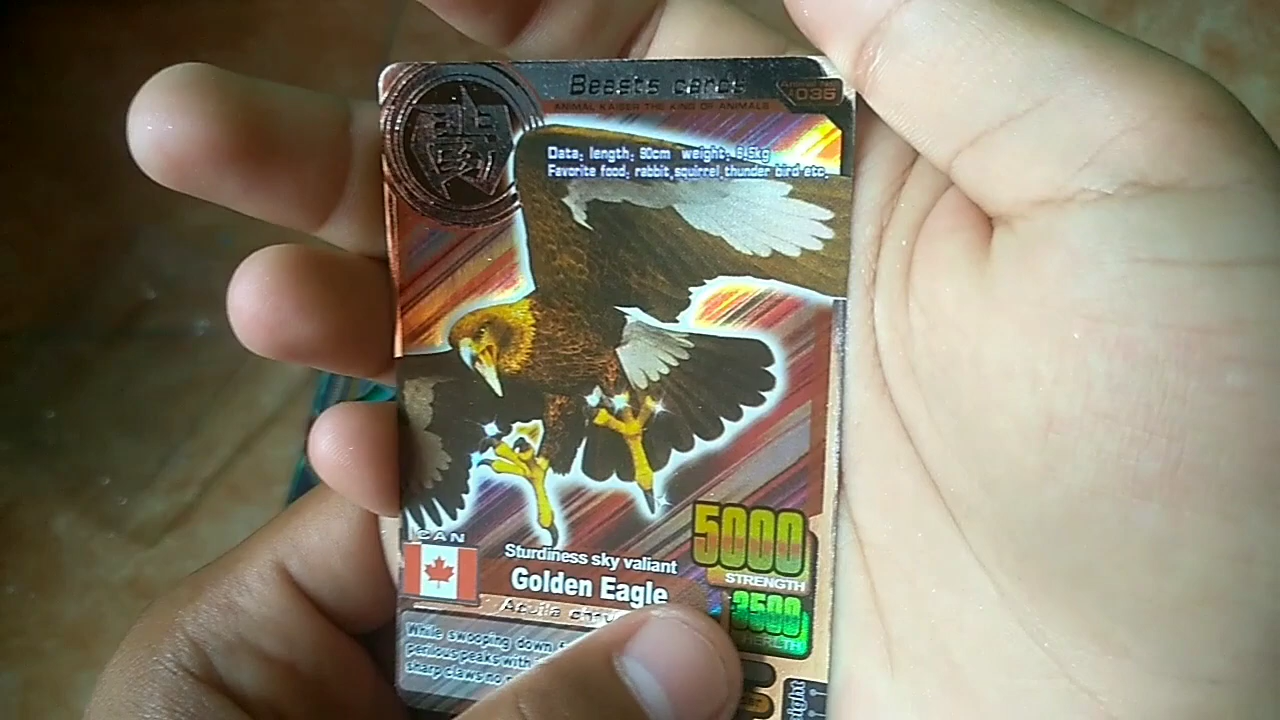 Beasts cards
ANIMAL KAISER THE KING OF ANIMALS
035
Data: length: 90cm weight: 6.5kg
Favorite food: rabbit,squirrel,thunder bird etc.
5000
STRENGTH
CAN
Sturdiness sky valiant
Golden Eagle
3500
HEALTH
Aquila
While swooping down
perilous peaks with
sharp claws no